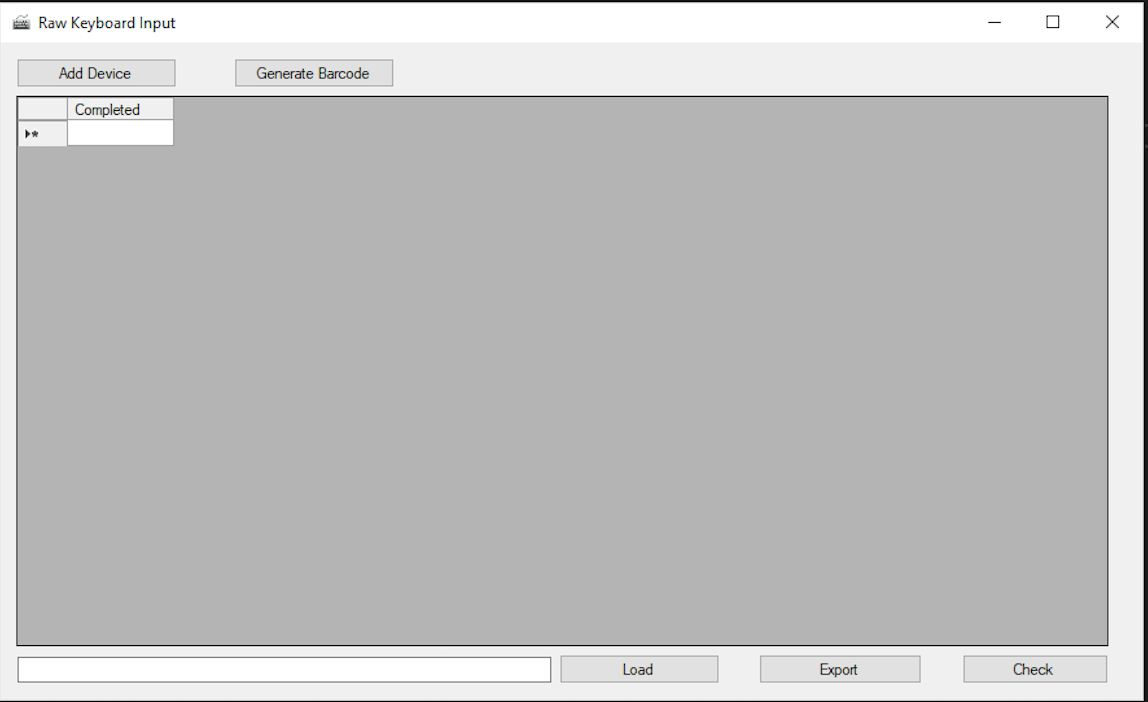 Raw Keyboard Input
Add Device
Generate Barcode
Completed
Load
Export
Check